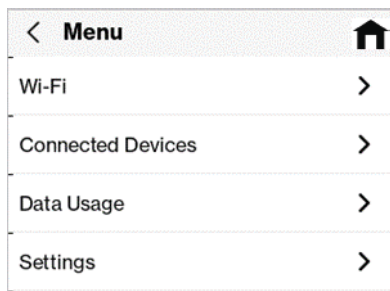 Menu
Wi-Fi
Connected Devices
Data Usage
Settings